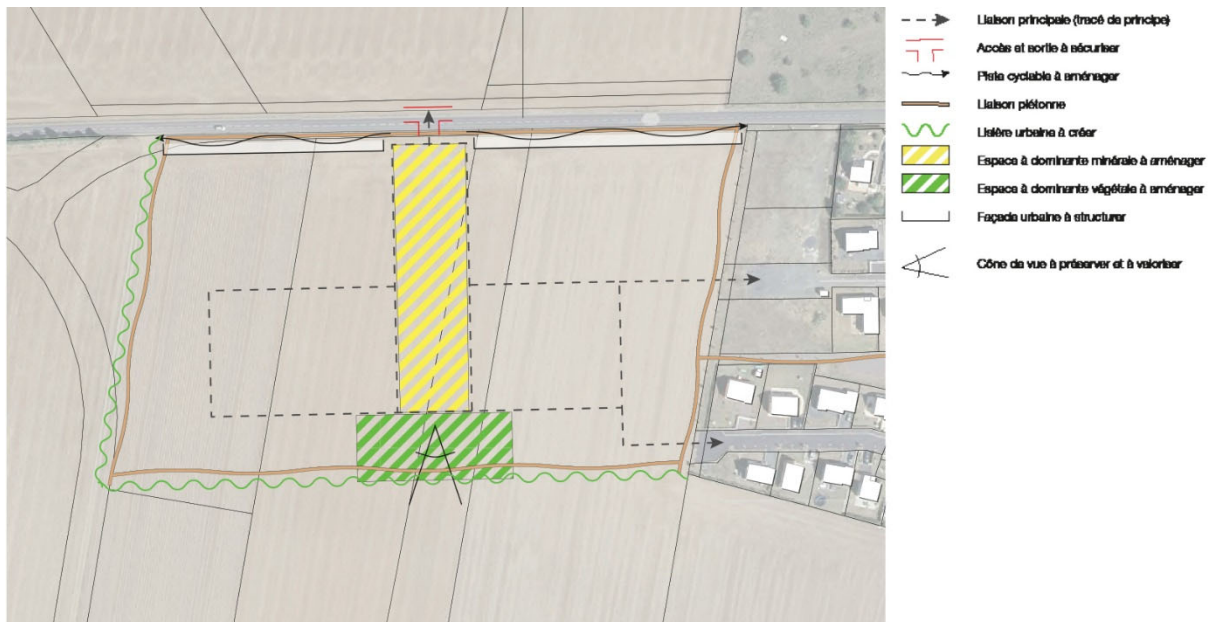 Liaison principale (tracé de principe)
Accès et sortie à sécuriser
Piste cyclable à aménager
Liaison piétonne
Lisière urbaine à créer
Espace à dominante minérale à aménager
Espace à dominante végétale à aménager
Façade urbaine à structurer
Cône de vue à préserver et à valoriser